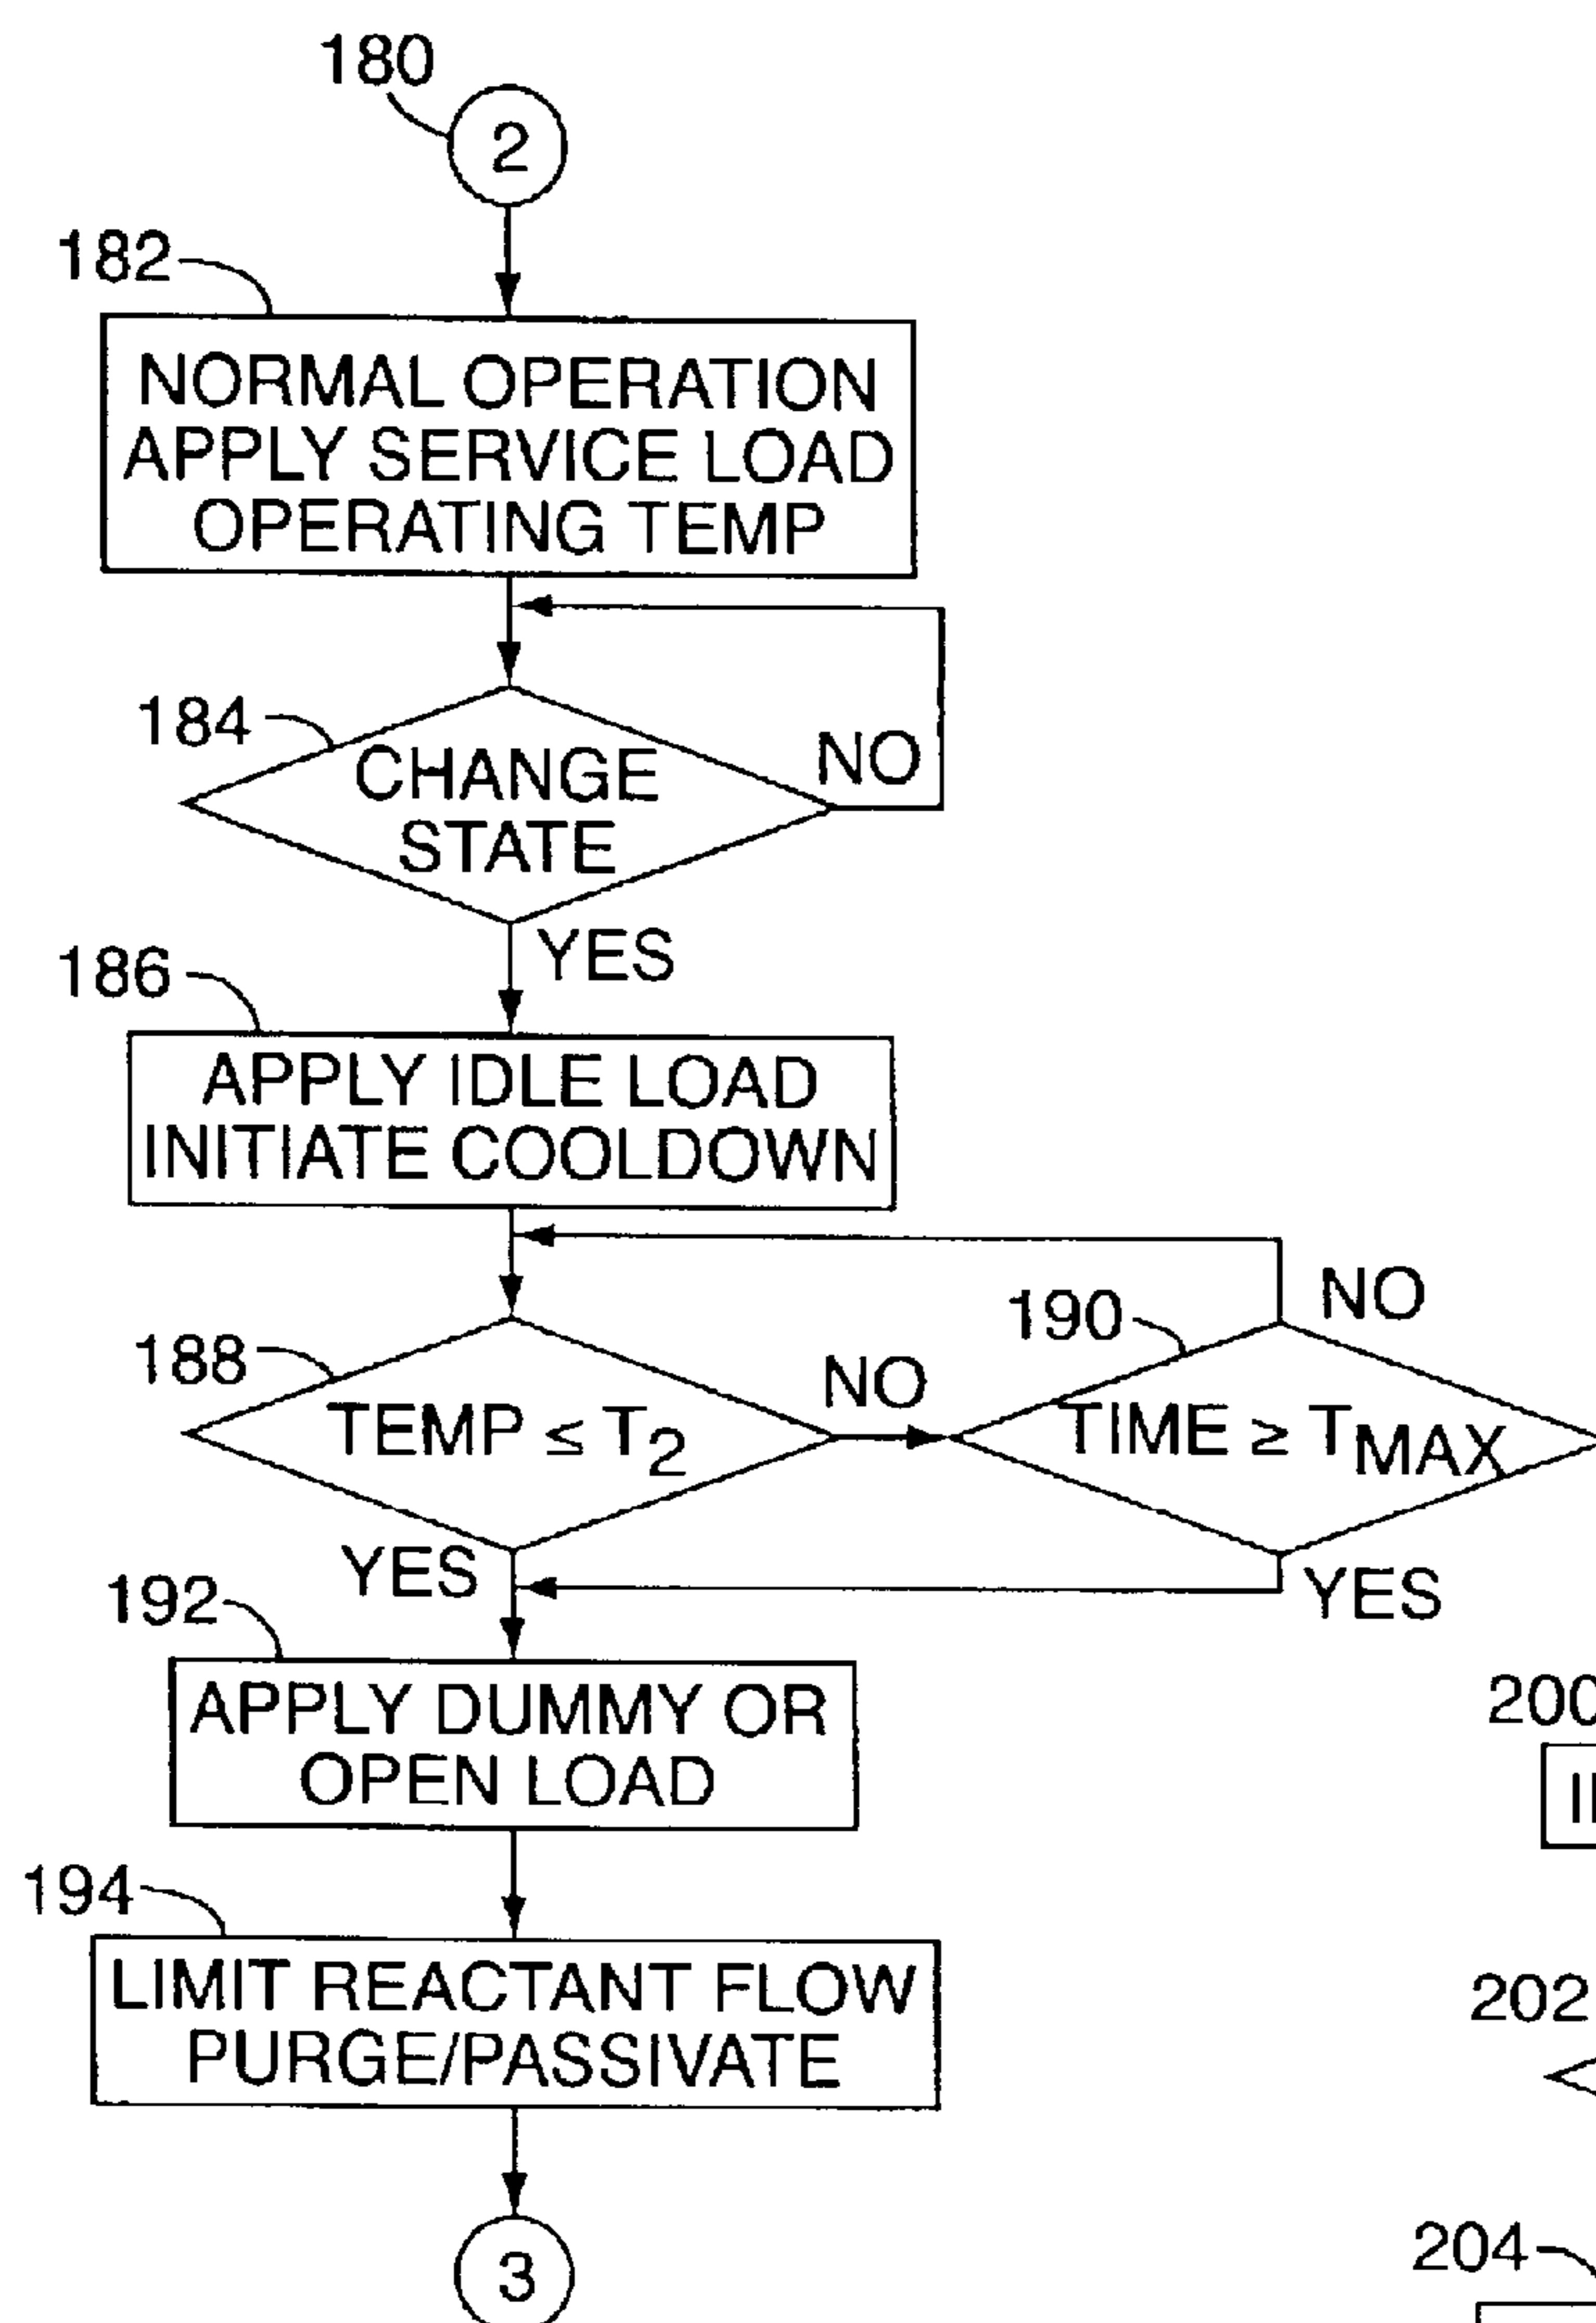 180
2
182
NORMAL OPERATION
APPLY SERVICE LOAD
OPERATING TEMP
184
CHANGE
STATE
NO
YES
186
APPLY IDLE LOAD
INITIATE COOLDOWN
188
TEMP ≤ T2
NO
190
TIME ≥ TMAX
NO
YES
YES
192
APPLY DUMMY OR
OPEN LOAD
194
LIMIT REACTANT FLOW
PURGE/PASSIVATE
3
200
202
204